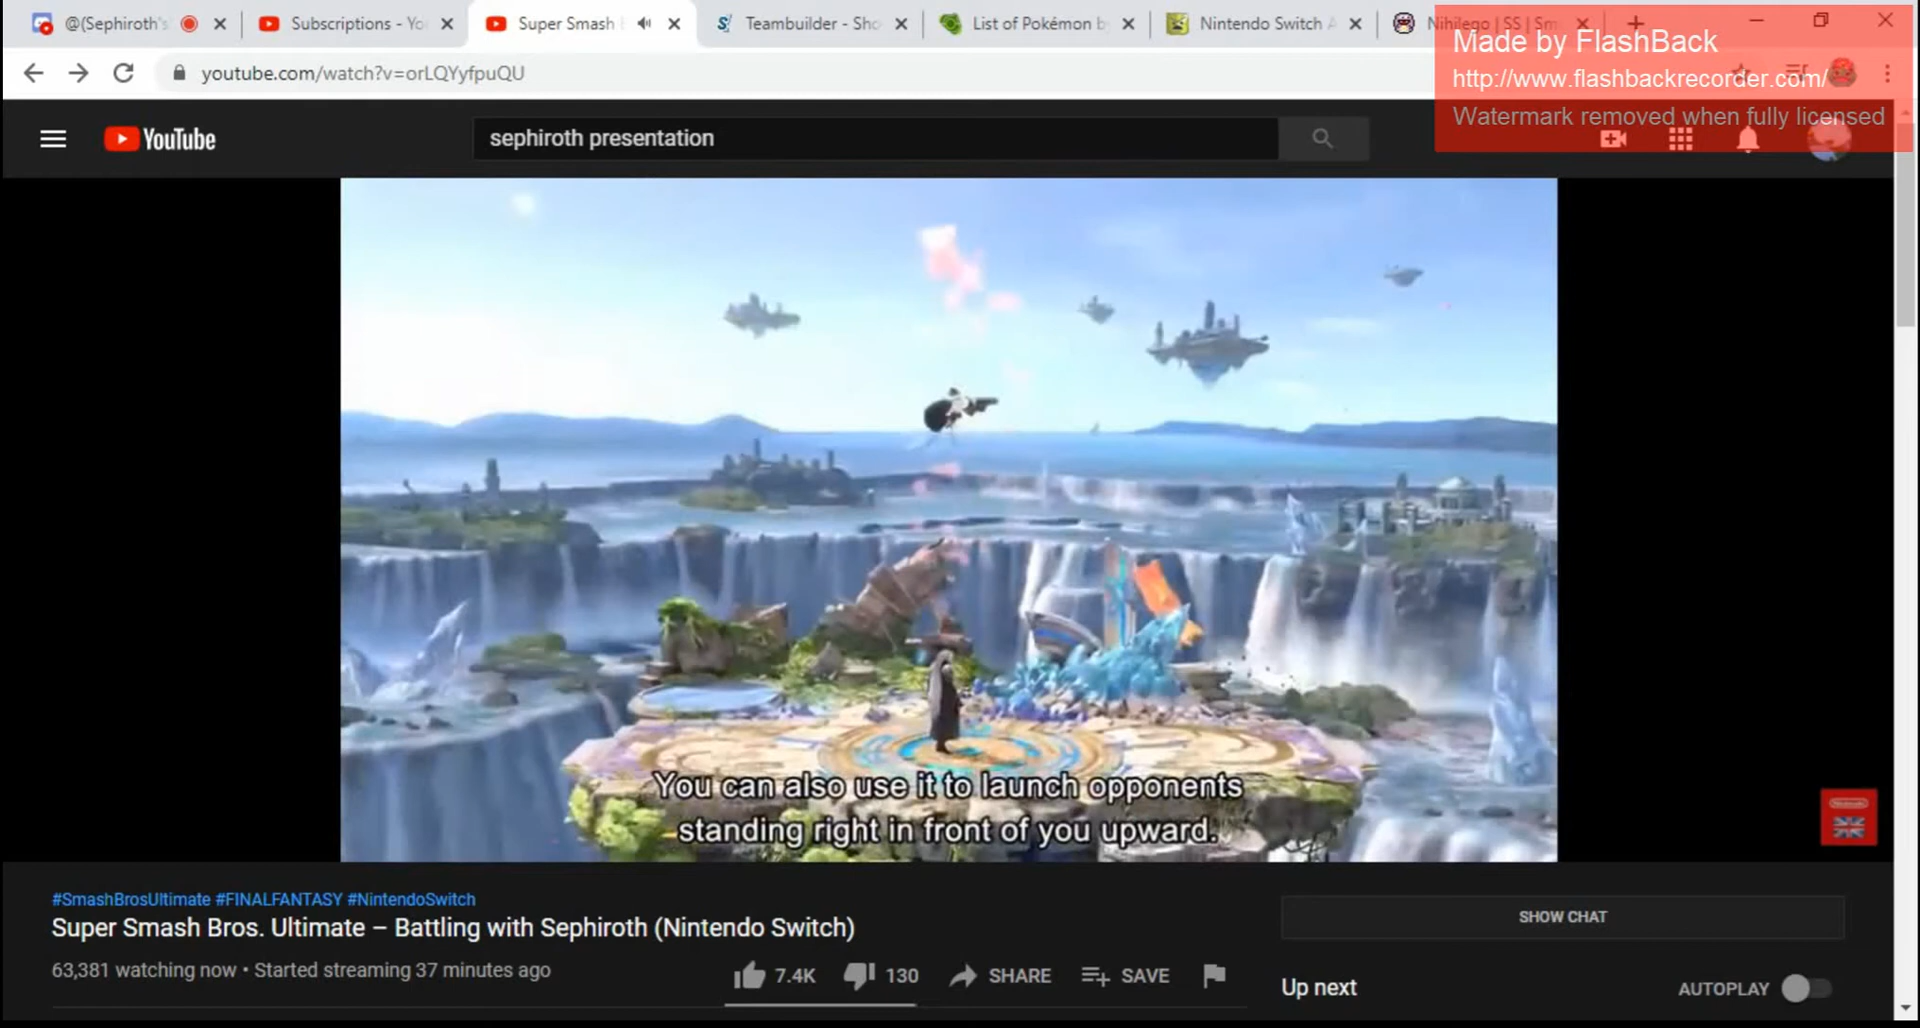 @(Sephiroth's
Subscriptions - Yo
Super Smash
Teambuilder - Sho
List of Pokémon b
Nintendo Switch
Nihilego | SS | Sm
Made by FlashBack
http://www.flashbackrecorder.com/
Watermark removed when fully licensed
youtube.com/watch?v=orLQYyfpuQU
YouTube
sephiroth presentation
You can also use it to launch opponents
standing right in front of you upward.
Nintendo
#SmashBrosUltimate #FINALFANTASY #NintendoSwitch
Super Smash Bros. Ultimate – Battling with Sephiroth (Nintendo Switch)
63,381 watching now • Started streaming 37 minutes ago
7.4K
130
SHARE
SAVE
SHOW CHAT
Up next
AUTOPLAY